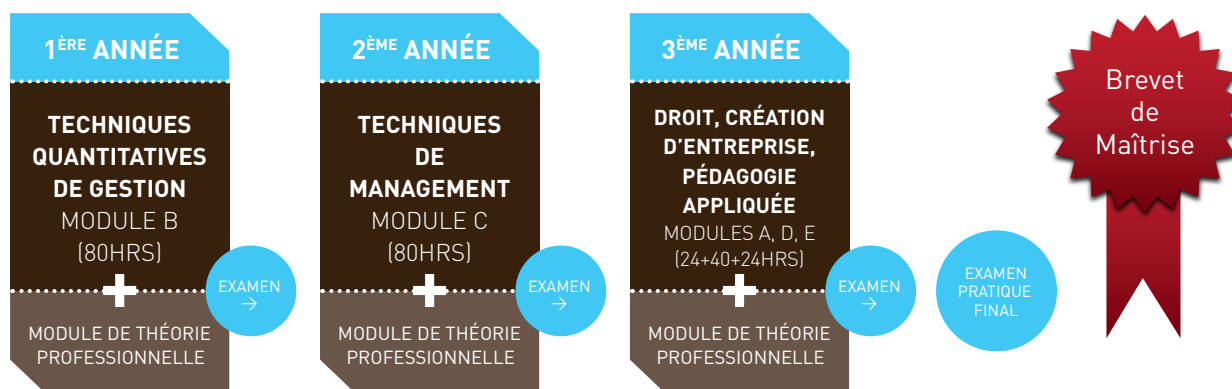 1ÈRE ANNÉE
TECHNIQUES
QUANTITATIVES
DE GESTION
MODULE B
(80HRS)
+
MODULE DE THÉORIE
PROFESSIONNELLE
EXAMEN
→
2ÈME ANNÉE
TECHNIQUES
DE
MANAGEMENT
MODULE C
(80HRS)
+
MODULE DE THÉORIE
PROFESSIONNELLE
EXAMEN
→
3ÈME ANNÉE
DROIT, CRÉATION
D'ENTREPRISE,
PÉDAGOGIE
APPLIQUÉE
MODULES A, D, E
(24+40+24HRS)
+
MODULE DE THÉORIE
PROFESSIONNELLE
EXAMEN
→
EXAMEN
PRATIQUE
FINAL
Brevet
de
Maîtrise